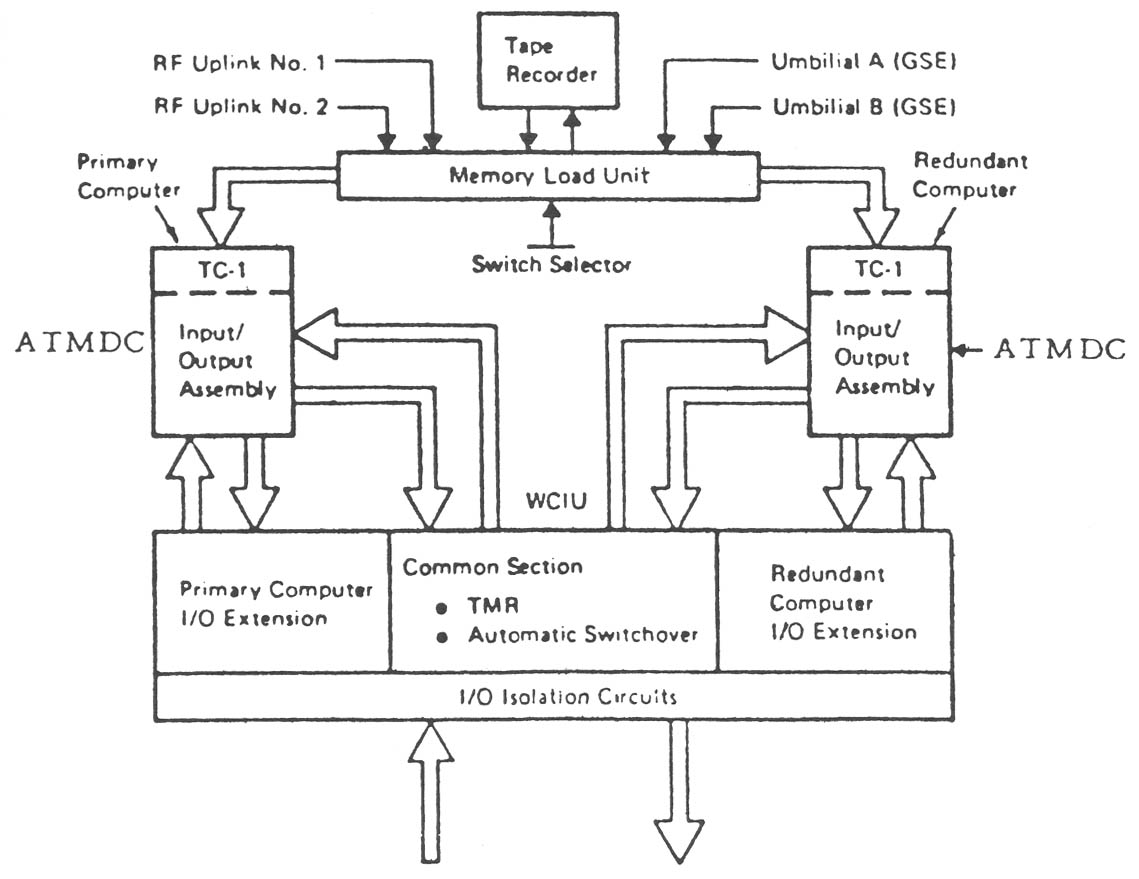 Tape
Recorder
RF Uplink No. 1
RF Uplink No. 2
Umbilial A (GSE)
Umbilial B (GSE)
Primary
Computer
Memory Load Unit
Redundant
Computer
Switch Selector
TC-1
TC-1
ATMDC
Input/
Output
Assembly
Input/
Output
Assembly
ATMDC
WCIU
Primary Computer
I/O Extension
Common Section
● TMR
● Automatic Switchover
Redundant
Computer
I/O Extension
I/O Isolation Circuits